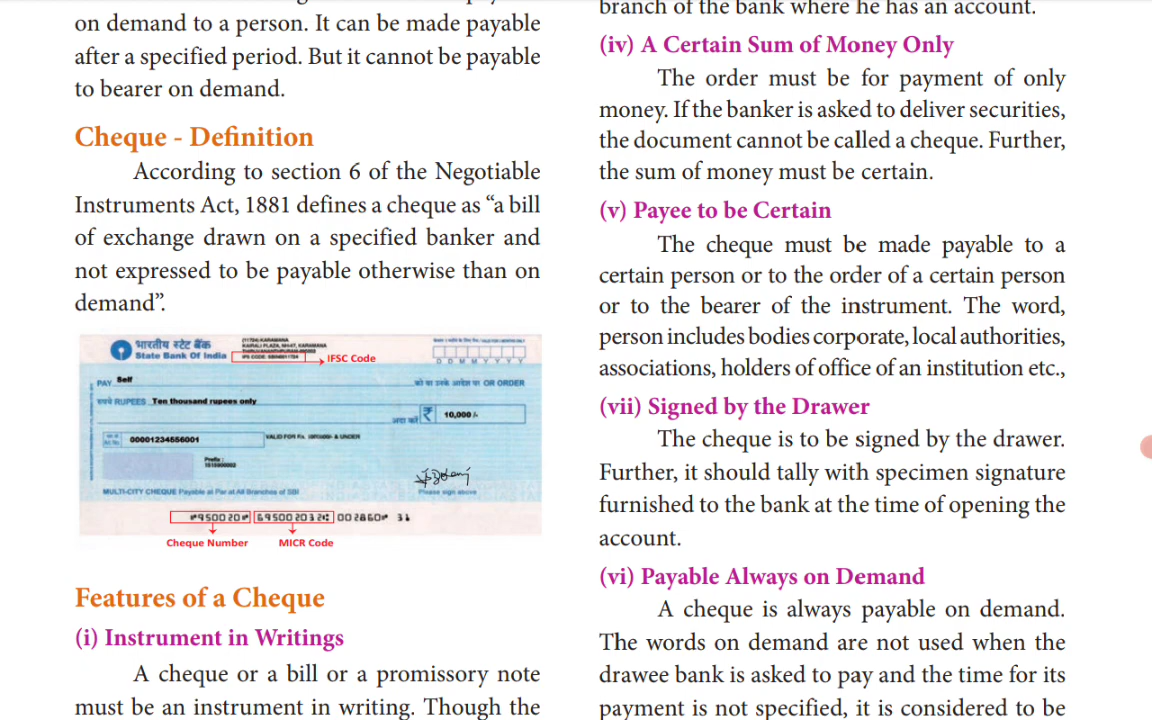 on demand to a person. It can be made payable
after a specified period. But it cannot be payable
to bearer on demand.
Cheque - Definition
According to section 6 of the Negotiable
Instruments Act, 1881 defines a cheque as “a bill
of exchange drawn on a specified banker and
not expressed to be payable otherwise than on
demand”.
भारतीय स्टेट बैंक
State Bank Of India
IFSC Code
D D M M Y Y Y Y
PAY Self
OR ORDER
रुपये RUPEES Ten thousand rupees only
अदा करें ₹ 10,000/-
00001234556001
VALID FOR Rs. & UNDER
Prefix :
MULTI-CITY CHEQUE Payable at Par at All Branches of SBI
Please sign above
⑈950020⑈ 695002032⑆ 002860⑈ 31
Cheque Number
MICR Code
Features of a Cheque
(i) Instrument in Writings
A cheque or a bill or a promissory note
must be an instrument in writing. Though the
branch of the bank where he has an account.
(iv) A Certain Sum of Money Only
The order must be for payment of only
money. If the banker is asked to deliver securities,
the document cannot be called a cheque. Further,
the sum of money must be certain.
(v) Payee to be Certain
The cheque must be made payable to a
certain person or to the order of a certain person
or to the bearer of the instrument. The word,
person includes bodies corporate, local authorities,
associations, holders of office of an institution etc.,
(vii) Signed by the Drawer
The cheque is to be signed by the drawer.
Further, it should tally with specimen signature
furnished to the bank at the time of opening the
account.
(vi) Payable Always on Demand
A cheque is always payable on demand.
The words on demand are not used when the
drawee bank is asked to pay and the time for its
payment is not specified, it is considered to be